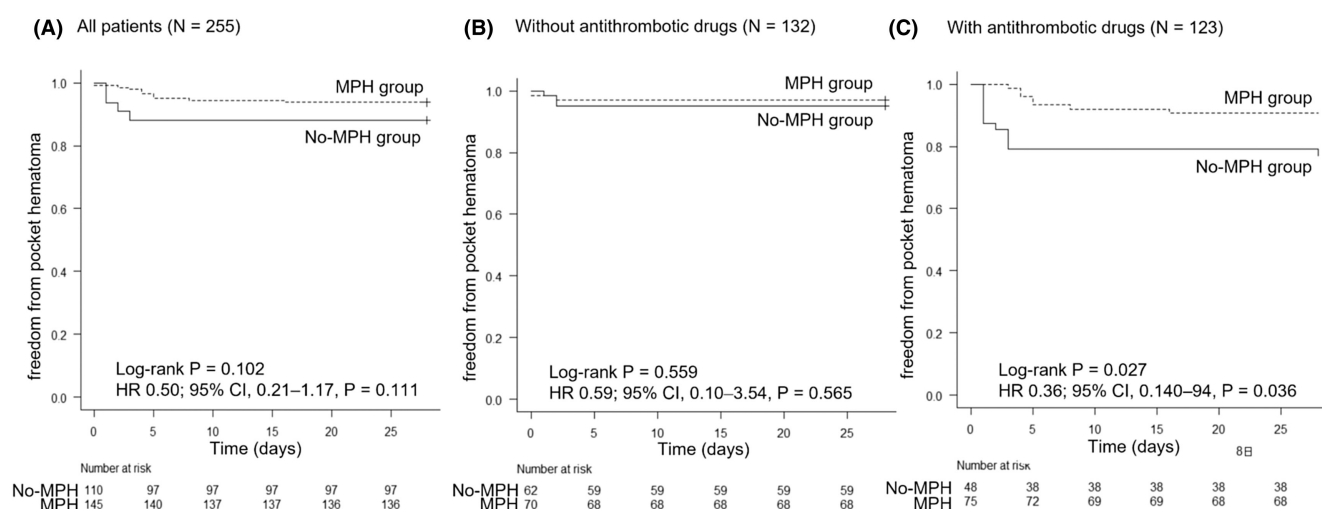 (A) All patients (N = 255)
1.0
0.8
0.6
0.4
0.2
0.0
freedom from pocket hematoma
MPH group
No-MPH group
Log-rank P = 0.102
HR 0.50; 95% CI, 0.21–1.17, P = 0.111
0 5 10 15 20 25
Time (days)
Number at risk
No-MPH 110 97 97 97 97 97
MPH 145 140 137 137 136 136
(B) Without antithrombotic drugs (N = 132)
1.0
0.8
0.6
0.4
0.2
0.0
freedom from pocket hematoma
MPH group
No-MPH group
Log-rank P = 0.559
HR 0.59; 95% CI, 0.10–3.54, P = 0.565
0 5 10 15 20 25
Time (days)
Number at risk
No-MPH 62 59 59 59 59 59
MPH 70 68 68 68 68 68
(C) With antithrombotic drugs (N = 123)
1.0
0.8
0.6
0.4
0.2
0.0
freedom from pocket hematoma
MPH group
No-MPH group
Log-rank P = 0.027
HR 0.36; 95% CI, 0.140–94, P = 0.036
0 5 10 15 20 25
Time (days)
8日
Number at risk
No-MPH 48 38 38 38 38 38
MPH 75 72 69 69 68 68